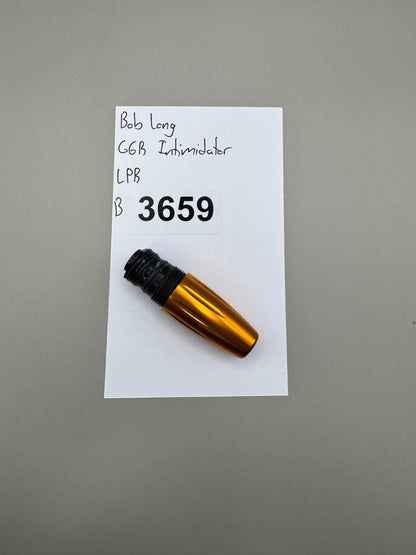 Bob Long
G6R Intimidator
LPR
B 3659